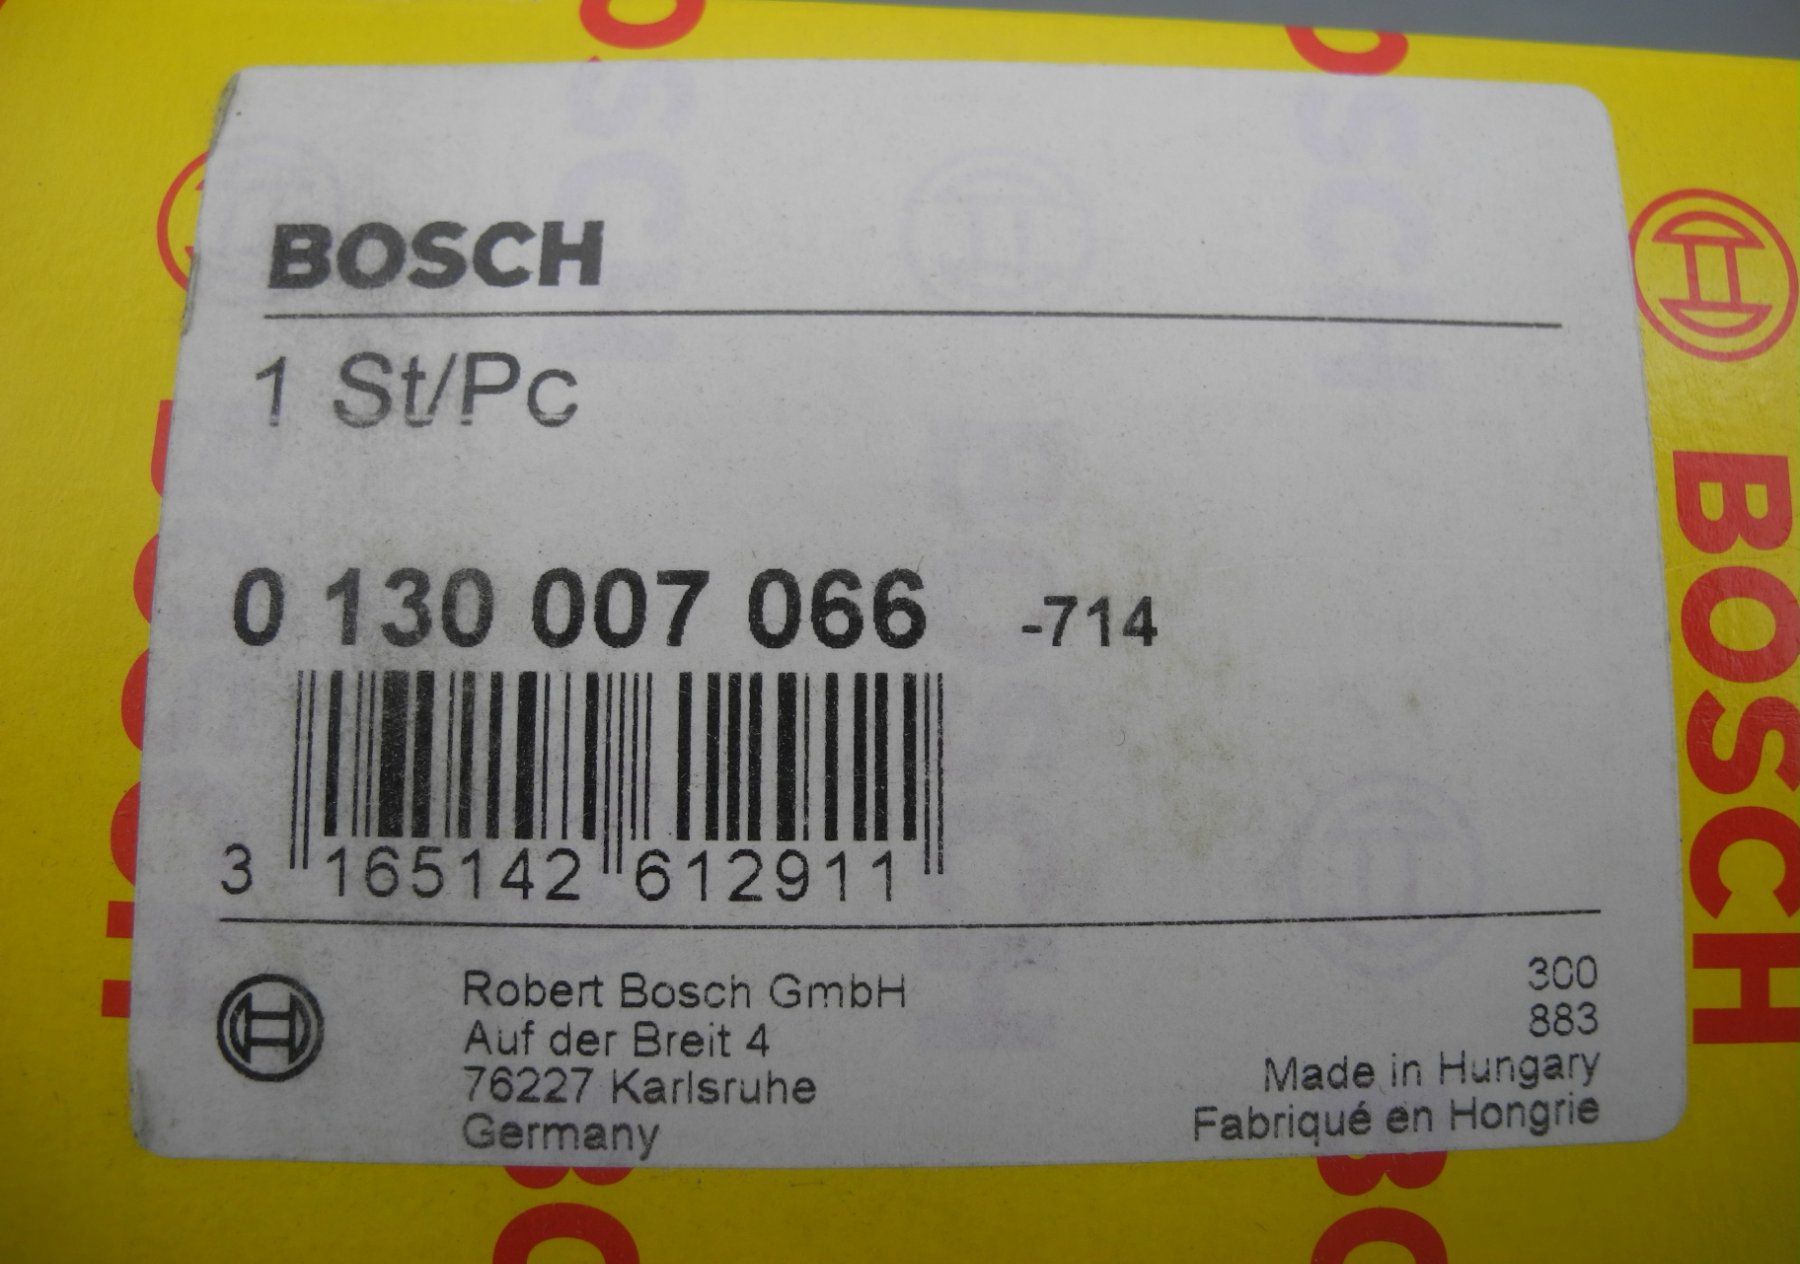 BOSCH
1 St/Pc
0 130 007 066 -714
3 165142 612911
Robert Bosch GmbH
Auf der Breit 4
76227 Karlsruhe
Germany
300
883
Made in Hungary
Fabriqué en Hongrie
BOSCH